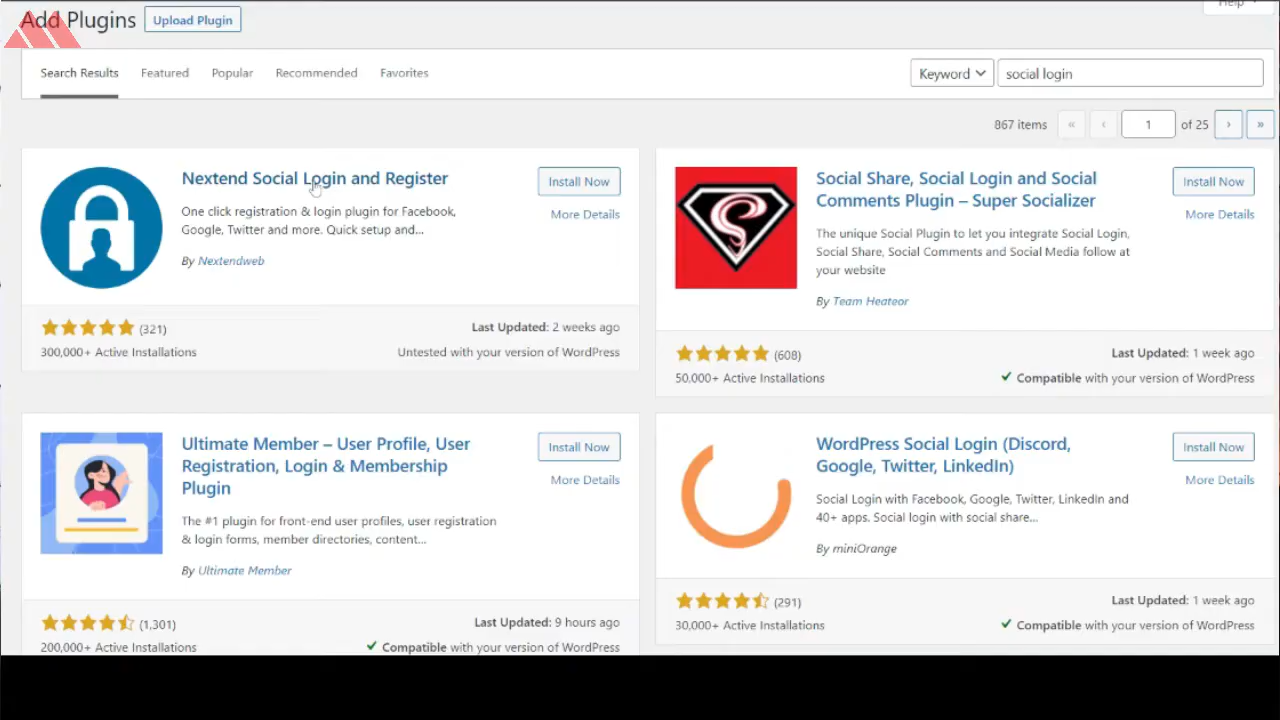 Help
Add Plugins
Upload Plugin
Search Results
Featured
Popular
Recommended
Favorites
Keyword
social login
867 items
«
‹
1
of 25
›
»
Nextend Social Login and Register
Install Now
More Details
One click registration & login plugin for Facebook,
Google, Twitter and more. Quick setup and...
By Nextendweb
(321)
Last Updated: 2 weeks ago
300,000+ Active Installations
Untested with your version of WordPress
Social Share, Social Login and Social
Comments Plugin – Super Socializer
Install Now
More Details
The unique Social Plugin to let you integrate Social Login,
Social Share, Social Comments and Social Media follow at
your website
By Team Heateor
(608)
Last Updated: 1 week ago
50,000+ Active Installations
Compatible with your version of WordPress
Ultimate Member – User Profile, User
Registration, Login & Membership
Plugin
Install Now
More Details
The #1 plugin for front-end user profiles, user registration
& login forms, member directories, content...
By Ultimate Member
(1,301)
Last Updated: 9 hours ago
200,000+ Active Installations
Compatible with your version of WordPress
WordPress Social Login (Discord,
Google, Twitter, LinkedIn)
Install Now
More Details
Social Login with Facebook, Google, Twitter, LinkedIn and
40+ apps. Social login with social share...
By miniOrange
(291)
Last Updated: 1 week ago
30,000+ Active Installations
Compatible with your version of WordPress